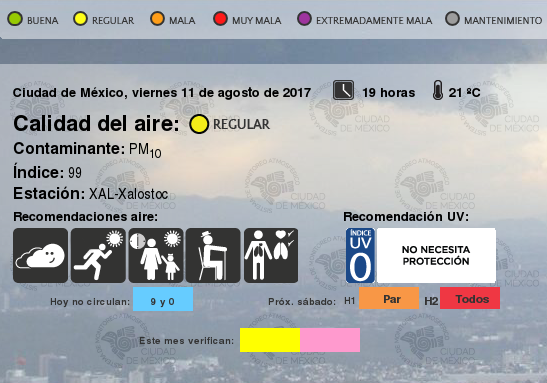 BUENA REGULAR MALA MUY MALA EXTREMADAMENTE MALA MANTENIMIENTO
Ciudad de México, viernes 11 de agosto de 2017 19 horas 21 ºC
Calidad del aire: REGULAR
Contaminante: PM10
Índice: 99
Estación: XAL-Xalostoc
Recomendaciones aire: Recomendación UV:
ÍNDICE
UV
0
NO NECESITA
PROTECCIÓN
Hoy no circulan: 9 y 0 Próx. sábado: H1 Par H2 Todos
Este mes verifican: